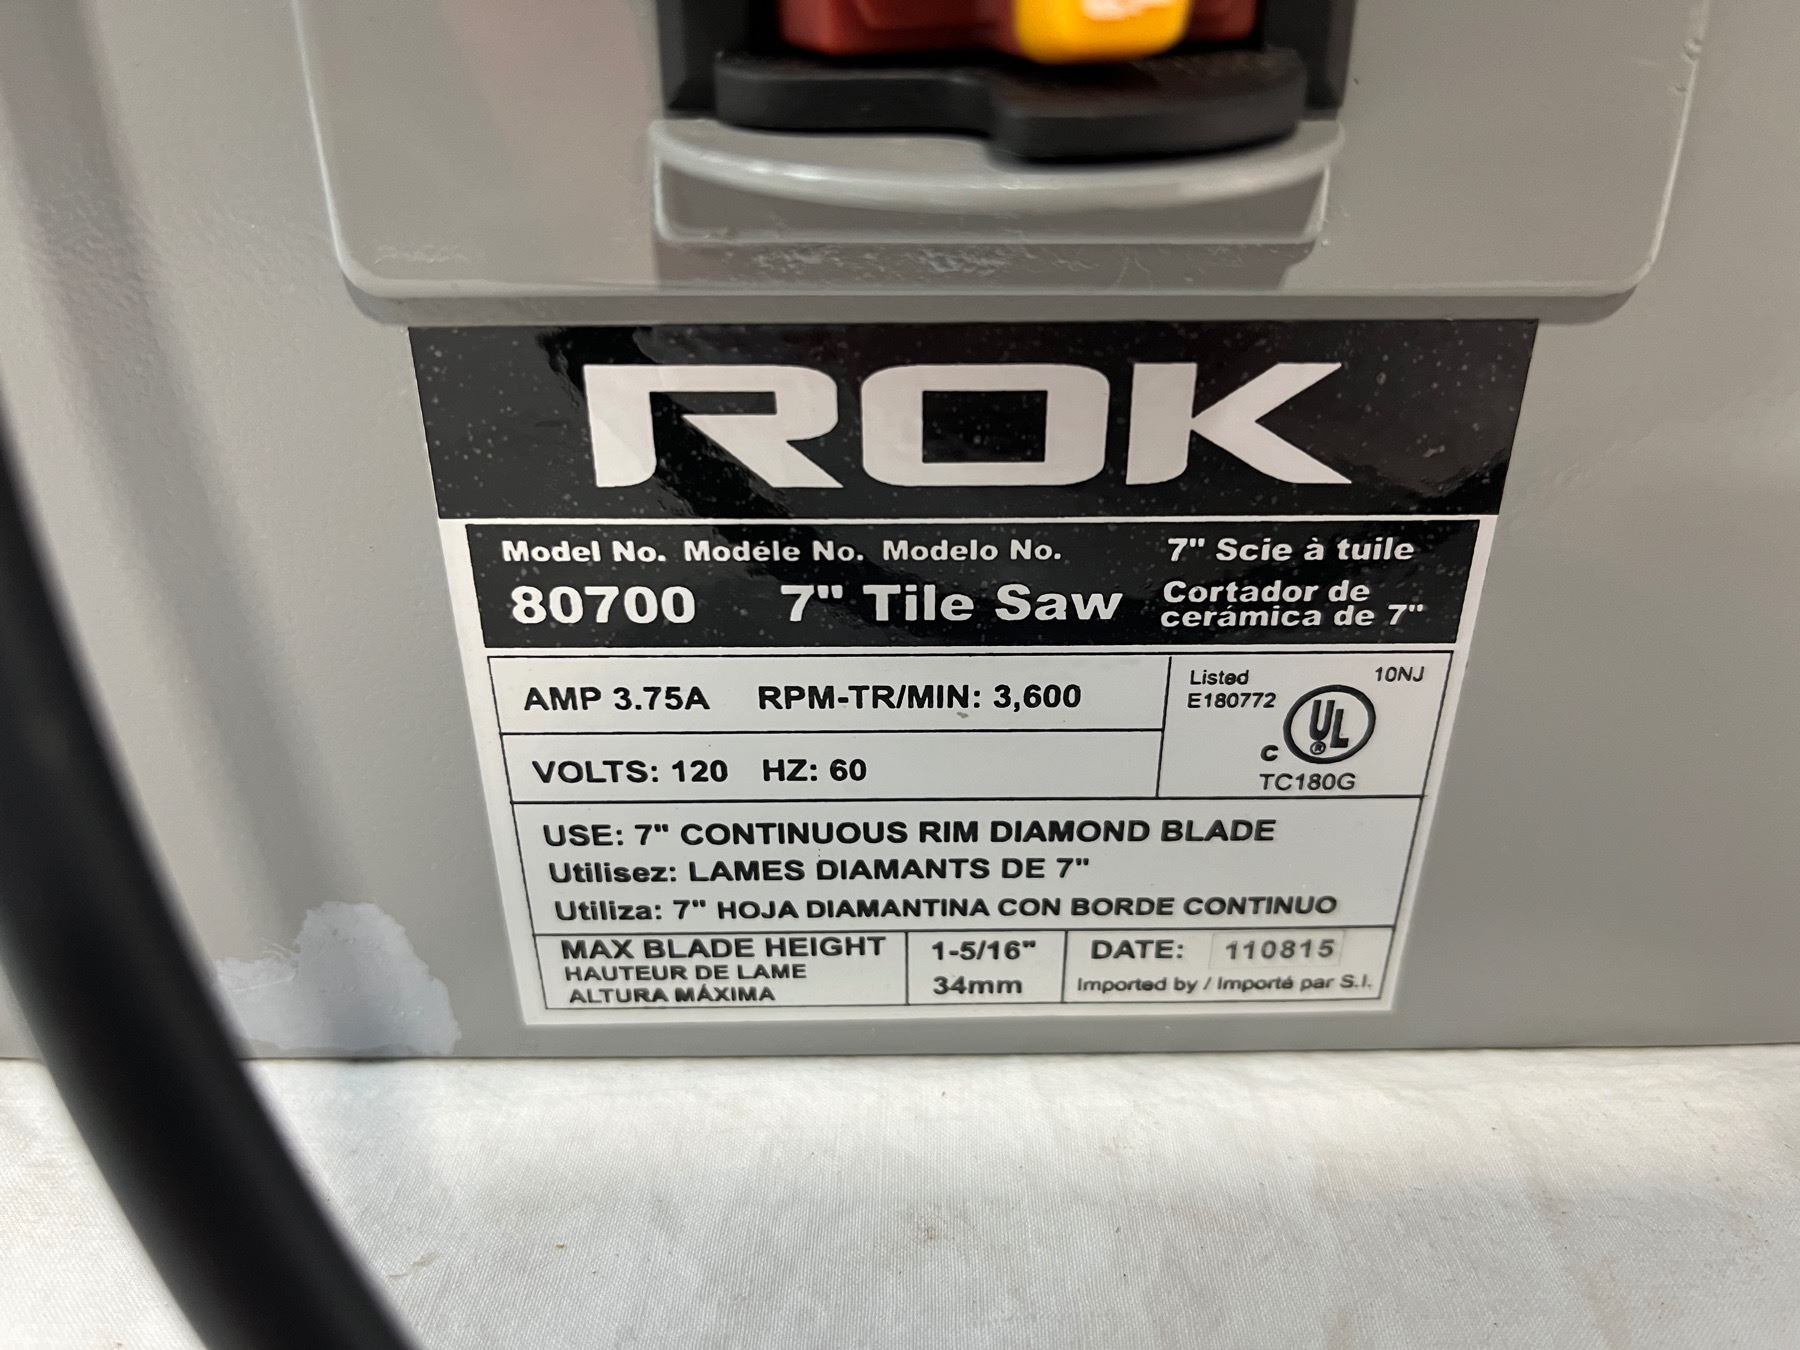 ROK
Model No. Modéle No. Modelo No.
80700 7" Tile Saw
7" Scie à tuile
Cortador de
cerámica de 7"
AMP 3.75A RPM-TR/MIN: 3,600
VOLTS: 120 HZ: 60
Listed 10NJ
E180772
C UL ®
TC180G
USE: 7" CONTINUOUS RIM DIAMOND BLADE
Utilisez: LAMES DIAMANTS DE 7"
Utiliza: 7" HOJA DIAMANTINA CON BORDE CONTINUO
MAX BLADE HEIGHT
HAUTEUR DE LAME
ALTURA MÁXIMA
1-5/16"
34mm
DATE: 110815
Imported by / Importé par S.I.